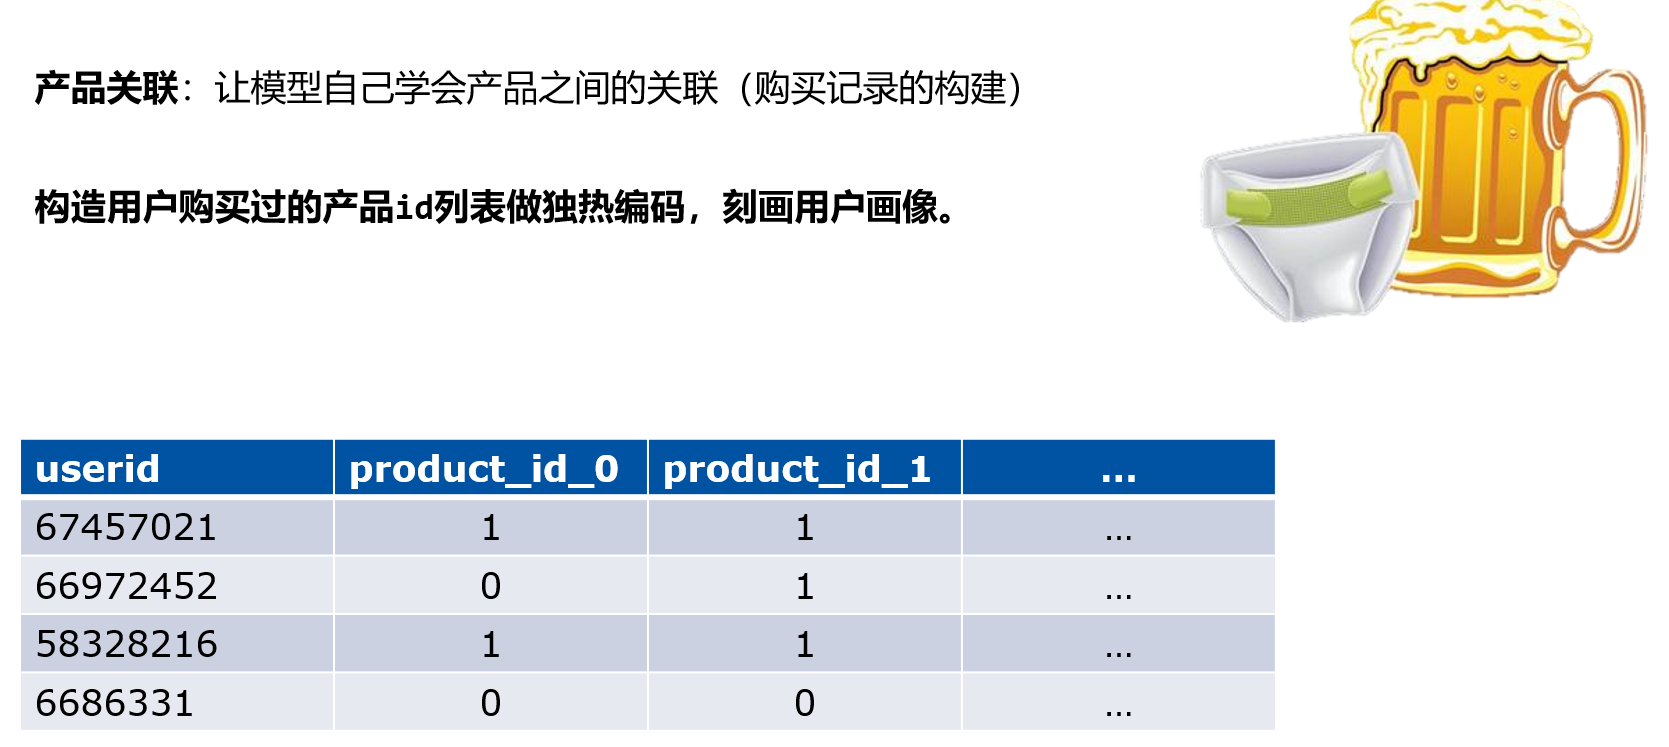 产品关联：让模型自己学会产品之间的关联（购买记录的构建）
构造用户购买过的产品id列表做独热编码，刻画用户画像。
userid product_id_0 product_id_1 ...
67457021 1 1 ...
66972452 0 1 ...
58328216 1 1 ...
6686331 0 0 ...